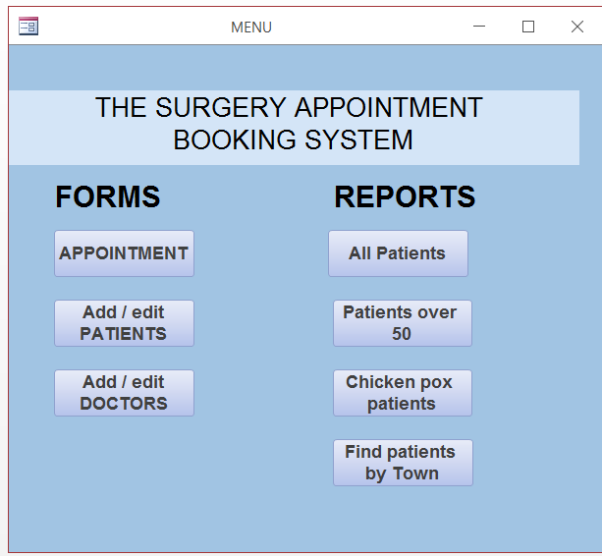 MENU
THE SURGERY APPOINTMENT
BOOKING SYSTEM
FORMS
APPOINTMENT
Add / edit
PATIENTS
Add / edit
DOCTORS
REPORTS
All Patients
Patients over
50
Chicken pox
patients
Find patients
by Town